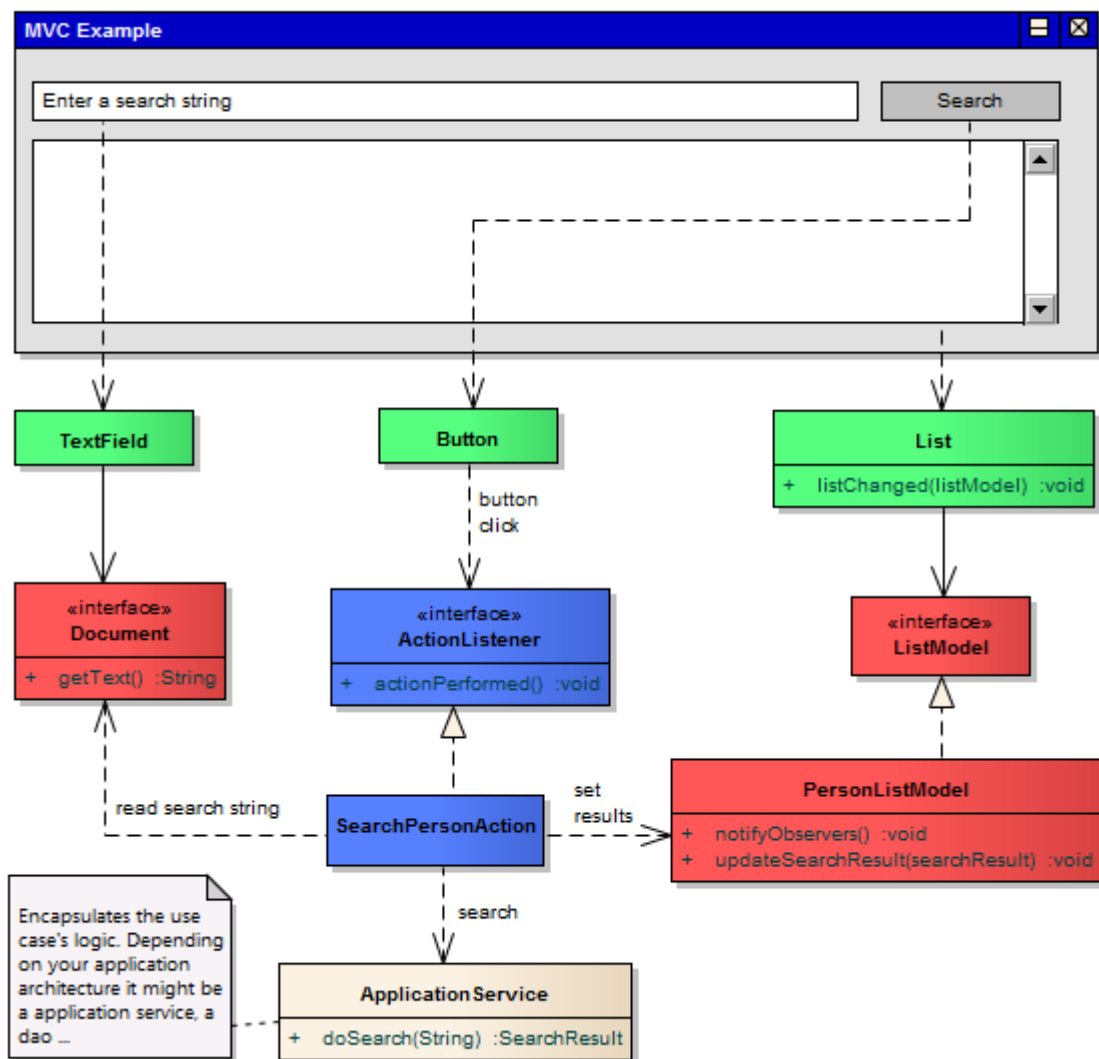 MVC Example
Enter a search string
Search
TextField
Button
List
+ listChanged(listModel) :void
button
click
«interface»
Document
+ getText() :String
«interface»
ActionListener
+ actionPerformed() :void
«interface»
ListModel
read search string
SearchPersonAction
set
results
PersonListModel
+ notifyObservers() :void
+ updateSearchResult(searchResult) :void
search
Encapsulates the use
case's logic. Depending
on your application
architecture it might be
a application service, a
dao ...
ApplicationService
+ doSearch(String) :SearchResult